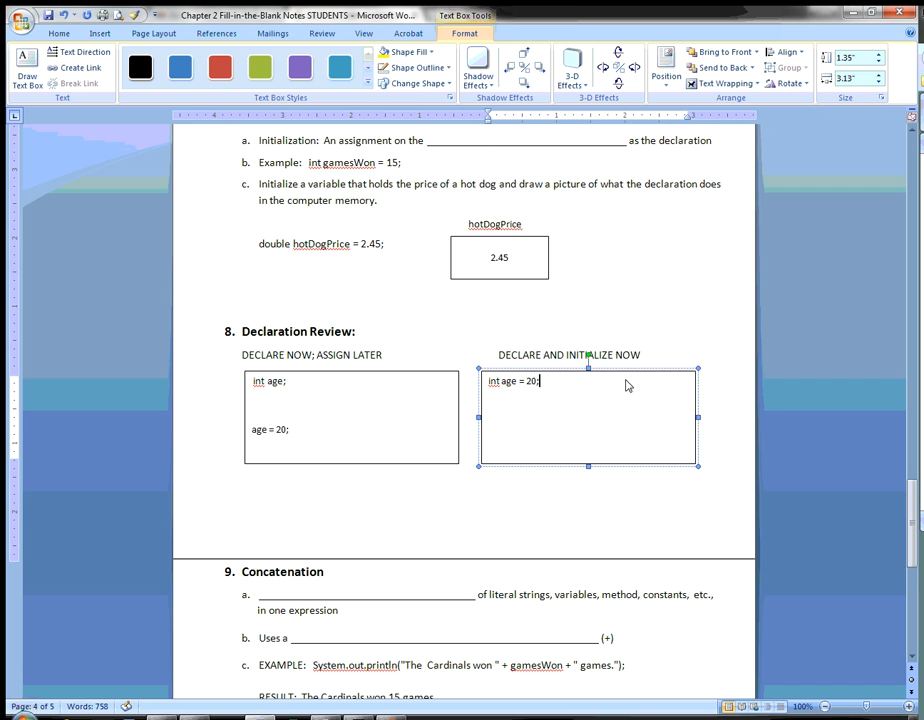 Chapter 2 Fill-in-the-Blank Notes STUDENTS - Microsoft Wo...
Text Box Tools
Home Insert Page Layout References Mailings Review View Acrobat Format
Draw Text Box
Text Direction
Create Link
Break Link
Text
Text Box Styles
Shape Fill
Shape Outline
Change Shape
Shadow Effects
Shadow Effects
3-D Effects
3-D Effects
Position
Bring to Front
Send to Back
Text Wrapping
Align
Group
Rotate
Arrange
1.35"
3.13"
Size
a. Initialization: An assignment on the ______________________________ as the declaration
b. Example: int gamesWon = 15;
c. Initialize a variable that holds the price of a hot dog and draw a picture of what the declaration does
in the computer memory.
hotDogPrice
double hotDogPrice = 2.45;
2.45
8. Declaration Review:
DECLARE NOW; ASSIGN LATER
DECLARE AND INITIALIZE NOW
int age;
int age = 20;
age = 20;
9. Concatenation
a. ________________________________ of literal strings, variables, method, constants, etc.,
in one expression
b. Uses a ______________________________________________ (+)
c. EXAMPLE: System.out.println("The Cardinals won " + gamesWon + " games.");
RESULT: The Cardinals won 15 games
Page: 4 of 5
Words: 758
100%